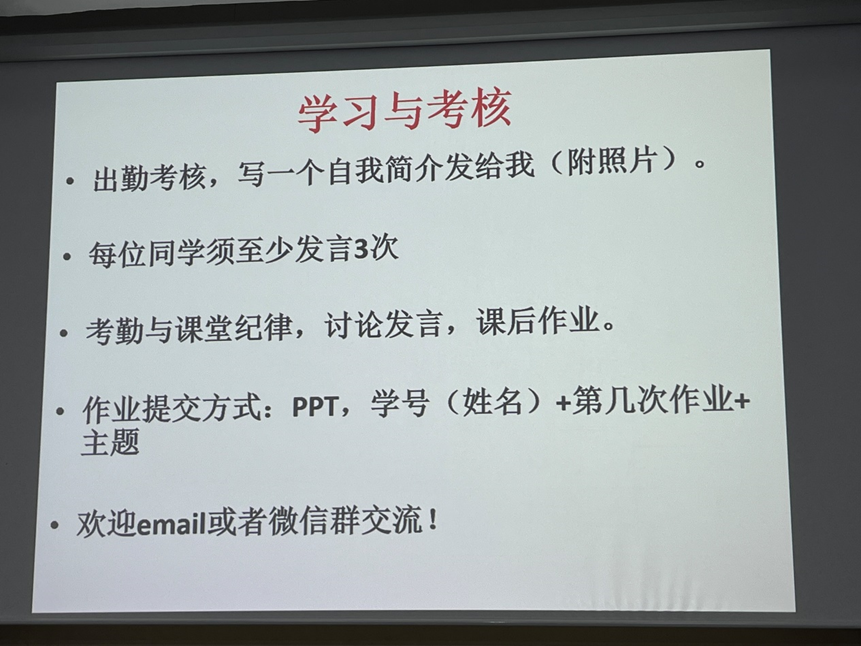 学习与考核
• 出勤考核，写一个自我简介发给我（附照片）。
• 每位同学须至少发言3次
• 考勤与课堂纪律，讨论发言，课后作业。
• 作业提交方式：PPT，学号（姓名）+第几次作业+
主题
• 欢迎email或者微信群交流！